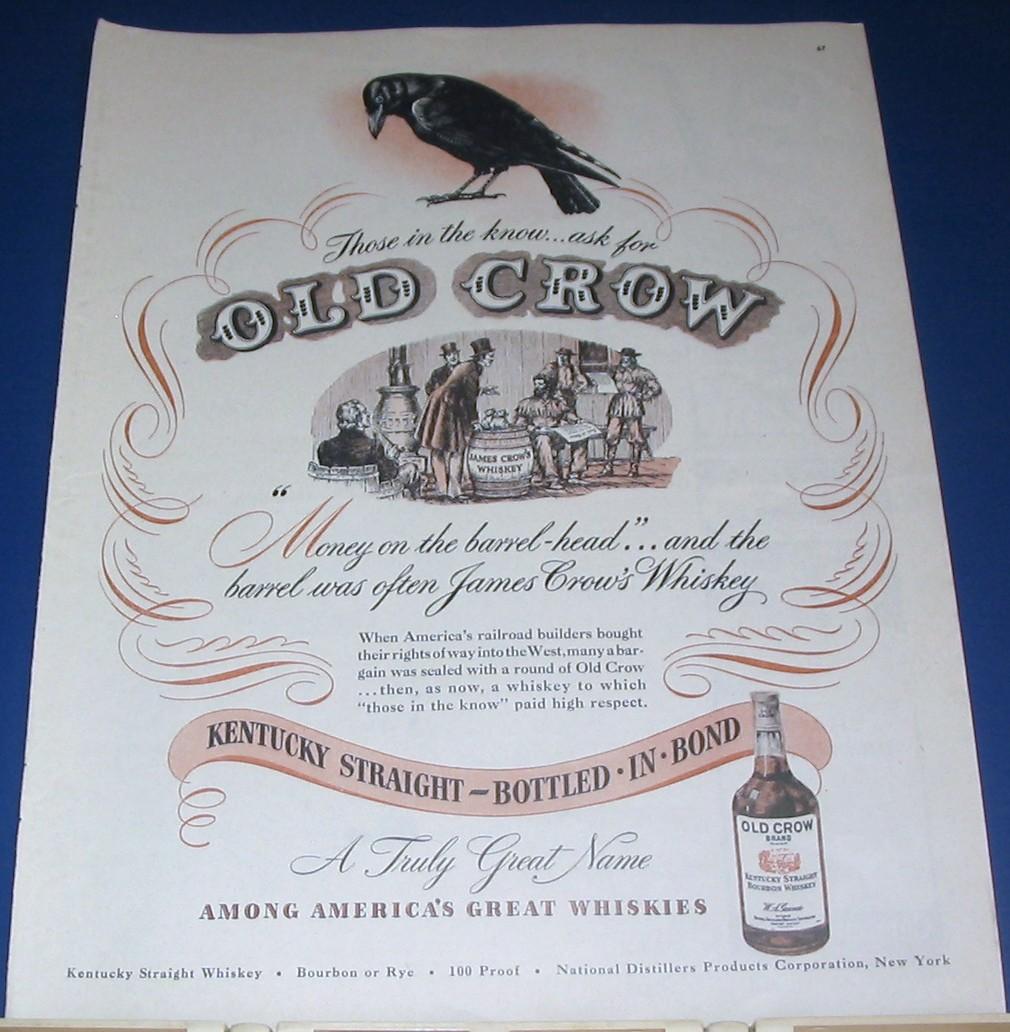 67
Those in the know...ask for
OLD CROW
JAMES CROW'S
WHISKEY
"Money on the barrel-head"...and the
barrel was often James Crow's Whiskey
When America's railroad builders bought
their rights of way into the West, many a bar-
gain was sealed with a round of Old Crow
...then, as now, a whiskey to which
"those in the know" paid high respect.
KENTUCKY STRAIGHT—BOTTLED·IN·BOND
OLD CROW
BRAND
KENTUCKY STRAIGHT
BOURBON WHISKEY
A Truly Great Name
AMONG AMERICA'S GREAT WHISKIES
Kentucky Straight Whiskey • Bourbon or Rye • 100 Proof • National Distillers Products Corporation, New York